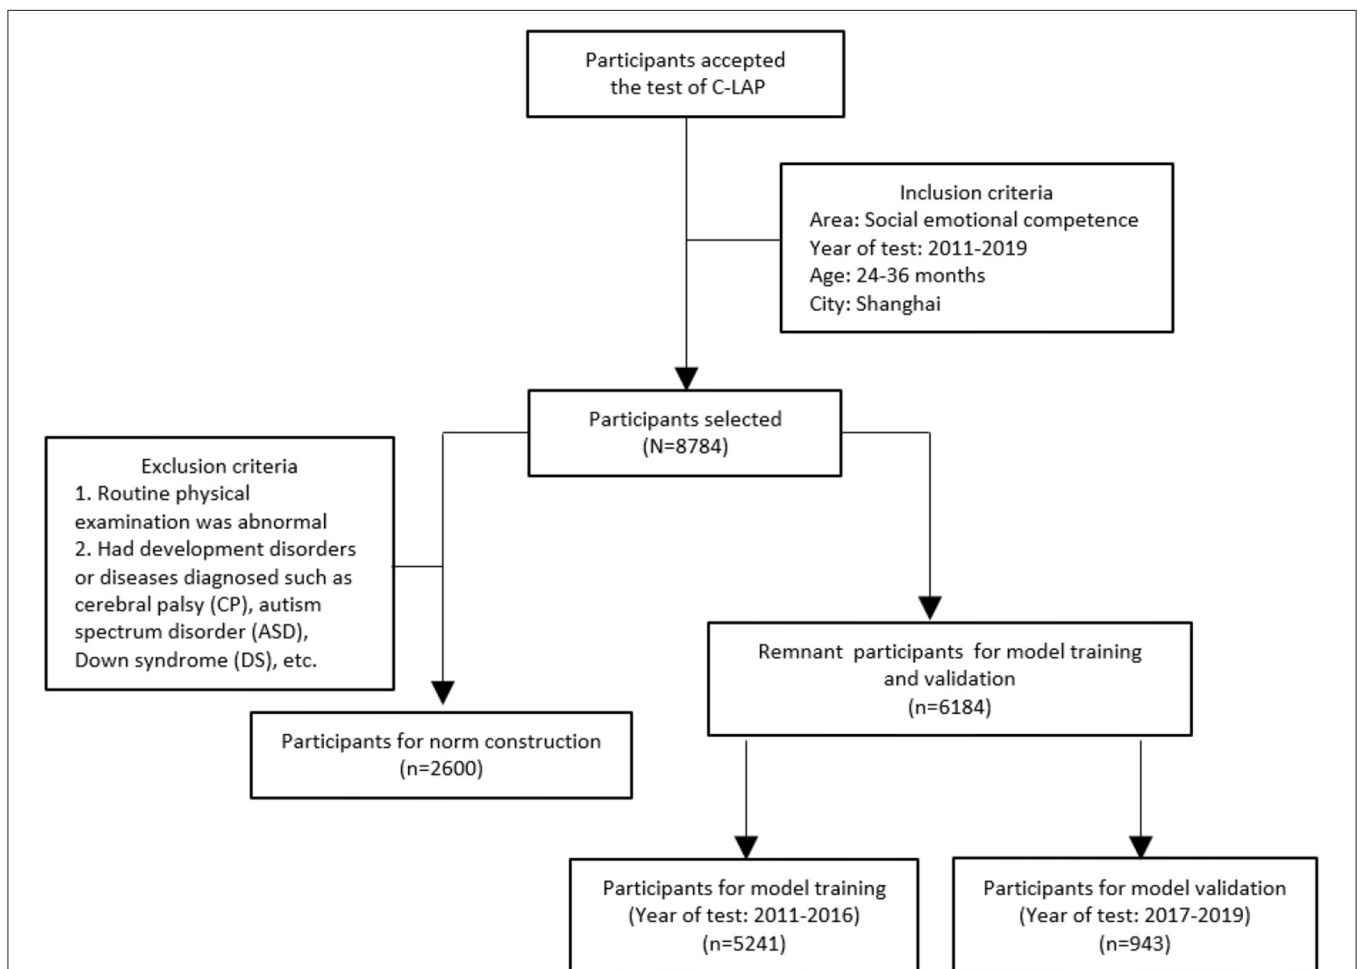 Participants accepted
the test of C-LAP
Inclusion criteria
Area: Social emotional competence
Year of test: 2011-2019
Age: 24-36 months
City: Shanghai
Participants selected
(N=8784)
Exclusion criteria
1. Routine physical
examination was abnormal
2. Had development disorders
or diseases diagnosed such as
cerebral palsy (CP), autism
spectrum disorder (ASD),
Down syndrome (DS), etc.
Remnant participants for model training
and validation
(n=6184)
Participants for norm construction
(n=2600)
Participants for model training
(Year of test: 2011-2016)
(n=5241)
Participants for model validation
(Year of test: 2017-2019)
(n=943)